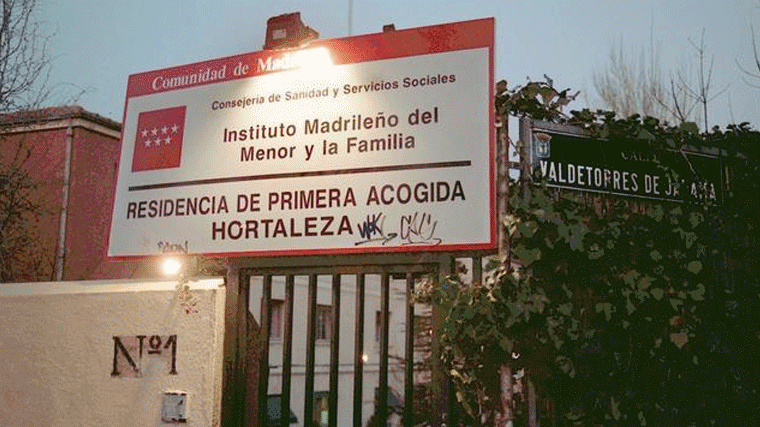 Comunidad de Madrid
Consejería de Sanidad y Servicios Sociales
Instituto Madrileño del
Menor y la Familia
RESIDENCIA DE PRIMERA ACOGIDA
HORTALEZA
CALLE
VALDETORRES DE JARAMA
Nº1